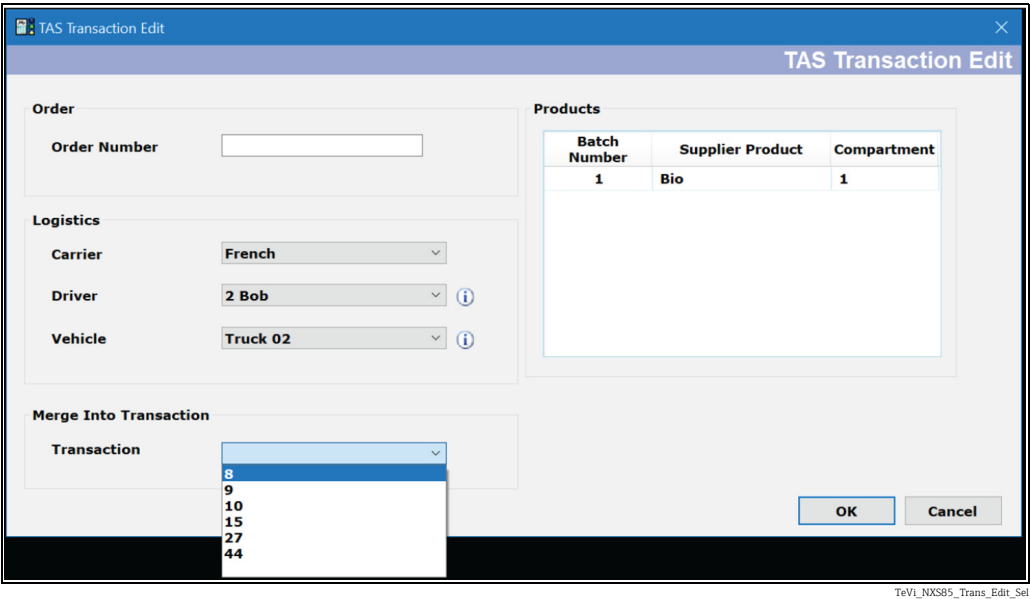 TAS Transaction Edit
TAS Transaction Edit
Order
Order Number
Logistics
Carrier French
Driver 2 Bob
Vehicle Truck 02
Merge Into Transaction
Transaction
8
9
10
15
27
44
Products
Batch Number Supplier Product Compartment
1 Bio 1
OK Cancel
TeVi_NXS85_Trans_Edit_Sel